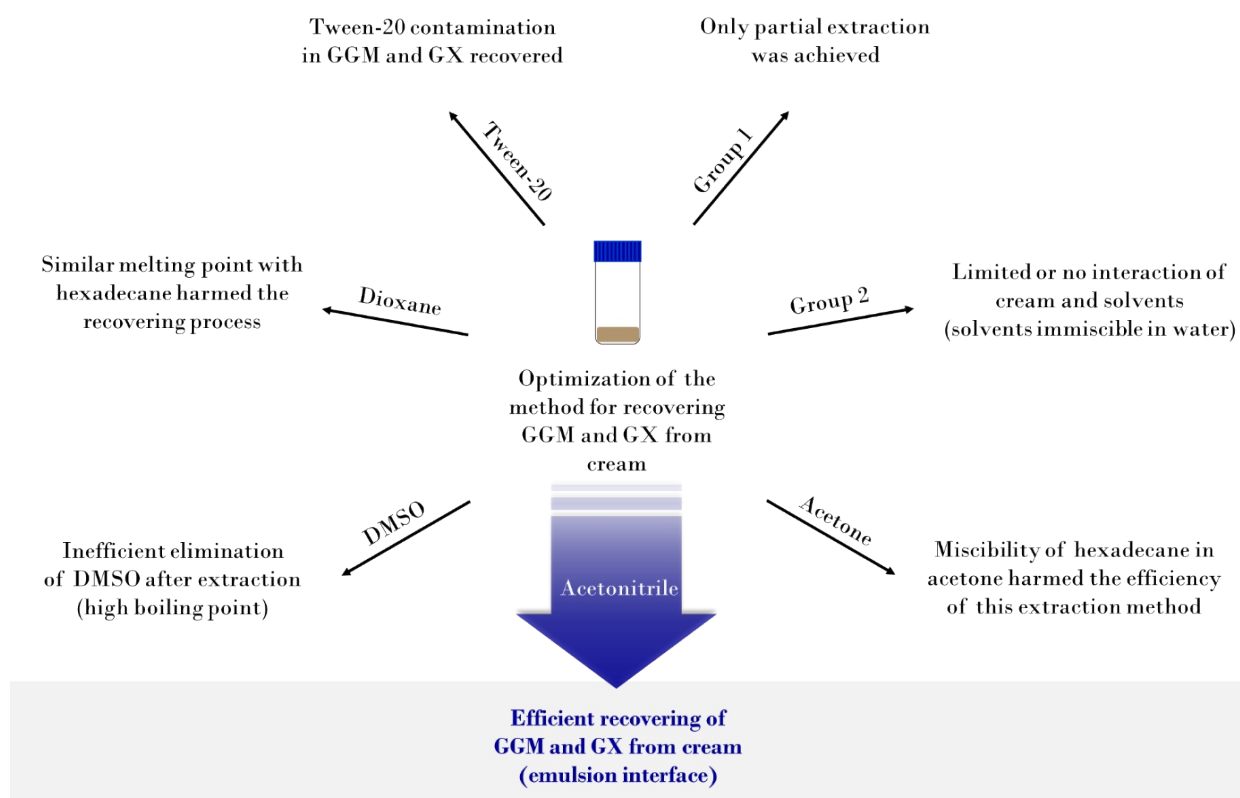 Tween-20 contamination
in GGM and GX recovered
Only partial extraction
was achieved
Tween-20
Group 1
Similar melting point with
hexadecane harmed the
recovering process
Dioxane
Group 2
Limited or no interaction of
cream and solvents
(solvents immiscible in water)
Optimization of the
method for recovering
GGM and GX from
cream
DMSO
Acetone
Inefficient elimination
of DMSO after extraction
(high boiling point)
Acetonitrile
Miscibility of hexadecane in
acetone harmed the efficiency
of this extraction method
Efficient recovering of
GGM and GX from cream
(emulsion interface)